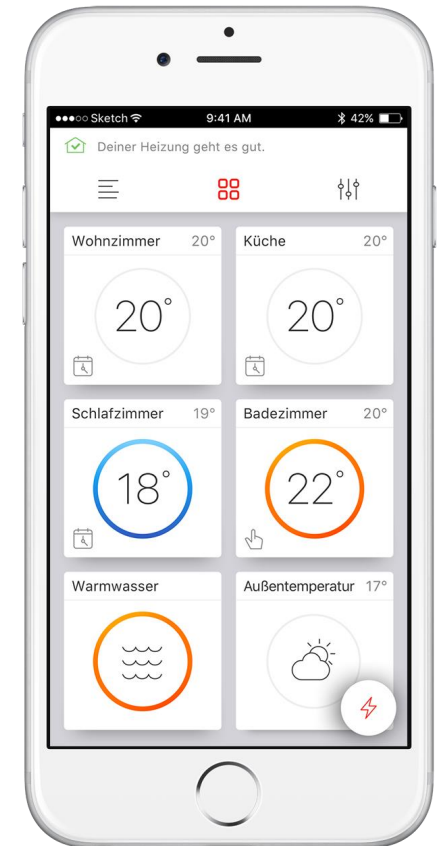 Sketch 9:41 AM 42%
Deiner Heizung geht es gut.
Wohnzimmer 20°
20°
Küche 20°
20°
Schlafzimmer 19°
18°
Badezimmer 20°
22°
Warmwasser
Außentemperatur 17°